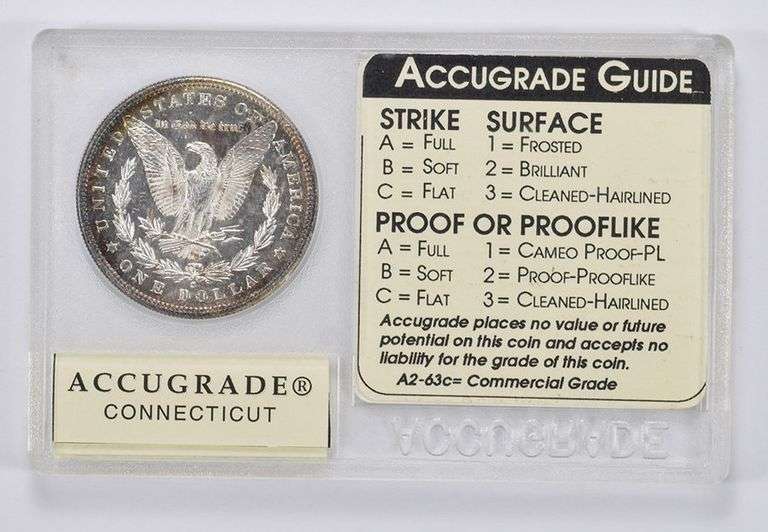 UNITED STATES OF AMERICA
In God we trust
ONE DOLLAR
ACCUGRADE®
CONNECTICUT
ACCUGRADE GUIDE
STRIKE SURFACE
A = FULL 1 = FROSTED
B = SOFT 2 = BRILLIANT
C = FLAT 3 = CLEANED-HAIRLINED
PROOF OR PROOFLIKE
A = FULL 1 = CAMEO PROOF-PL
B = SOFT 2 = PROOF-PROOFLIKE
C = FLAT 3 = CLEANED-HAIRLINED
Accugrade places no value or future
potential on this coin and accepts no
liability for the grade of this coin.
A2-63c= Commercial Grade
ACCUGRADE